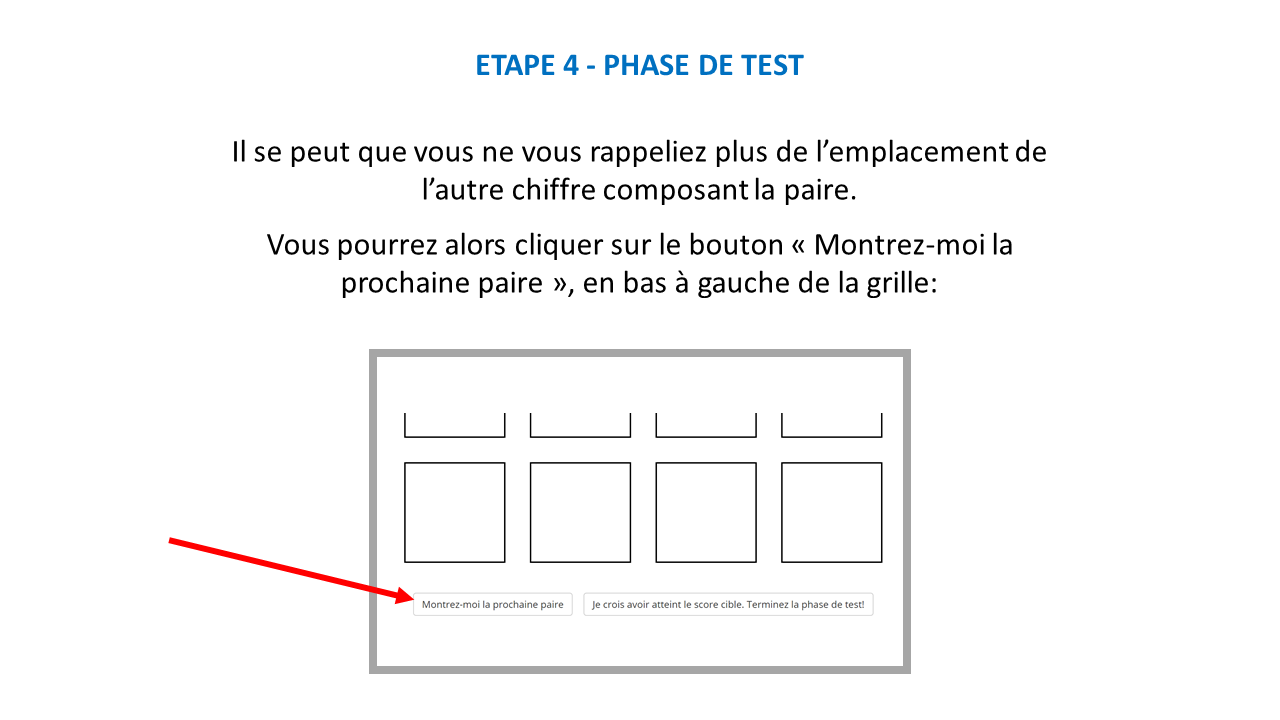 ETAPE 4 - PHASE DE TEST
Il se peut que vous ne vous rappeliez plus de l’emplacement de
l’autre chiffre composant la paire.
Vous pourrez alors cliquer sur le bouton « Montrez-moi la
prochaine paire », en bas à gauche de la grille:
Montrez-moi la prochaine paire
Je crois avoir atteint le score cible. Terminez la phase de test!